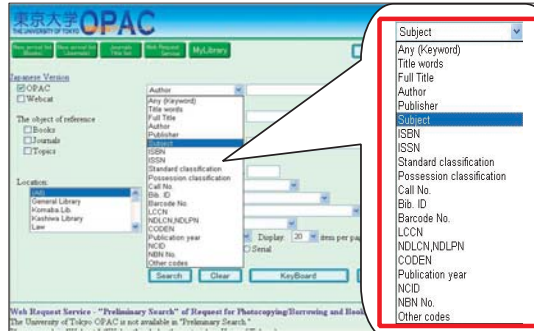 東京大学OPAC
THE UNIVERSITY OF TOKYO
MyLibrary
Japanese Version
OPAC
Webcat
The object of reference :
Books
Journals
Topics
Location:
(All)
General Library
Komaba Lib.
Kashiwa Library
Law
Author
Any (Keyword)
Title words
Full Title
Author
Publisher
Subject
ISBN
ISSN
Standard classification
Possession classification
Call No.
Bib. ID
Barcode No.
LCCN
NDLCN,NDLPN
CODEN
Publication year
NCID
NBN No.
Other codes
Display: 20 item per pag
Serial
Search
Clear
KeyBoard
Web Request Service - "Preliminary Search" of Request for Photocopying/Borrowing and Book
The University of Tokyo OPAC is not available in "Preliminary Search."
Subject
Any (Keyword)
Title words
Full Title
Author
Publisher
Subject
ISBN
ISSN
Standard classification
Possession classification
Call No.
Bib. ID
Barcode No.
LCCN
NDLCN,NDLPN
CODEN
Publication year
NCID
NBN No.
Other codes